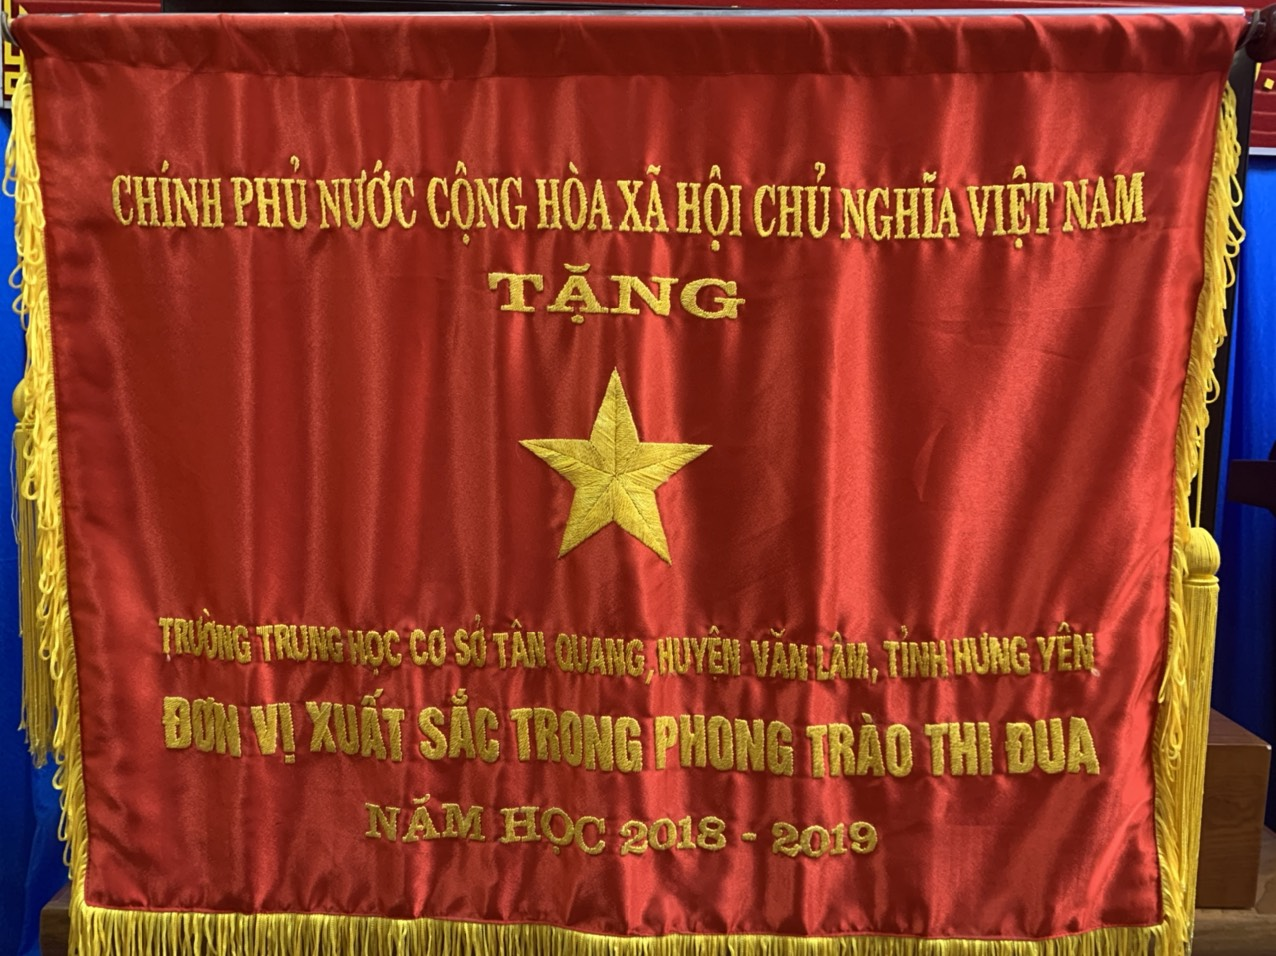 CHÍNH PHỦ NƯỚC CỘNG HÒA XÃ HỘI CHỦ NGHĨA VIỆT NAM
TẶNG
TRƯỜNG TRUNG HỌC CƠ SỞ TÂN QUANG, HUYỆN VĂN LÂM, TỈNH HƯNG YÊN
ĐƠN VỊ XUẤT SẮC TRONG PHONG TRÀO THI ĐUA
NĂM HỌC 2018 - 2019